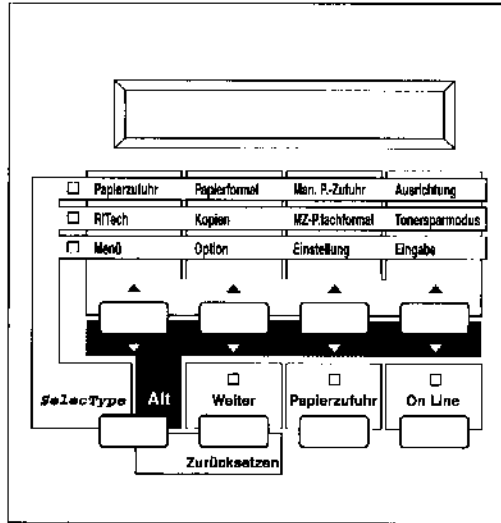 Papierzufuhr Papierformat Man. P.-Zufuhr Ausrichtung
RITech Kopien MZ-P.fachformat Tonersparmodus
Menü Option Einstellung Eingabe
SelecType Alt Weiter Papierzufuhr On Line
Zurücksetzen